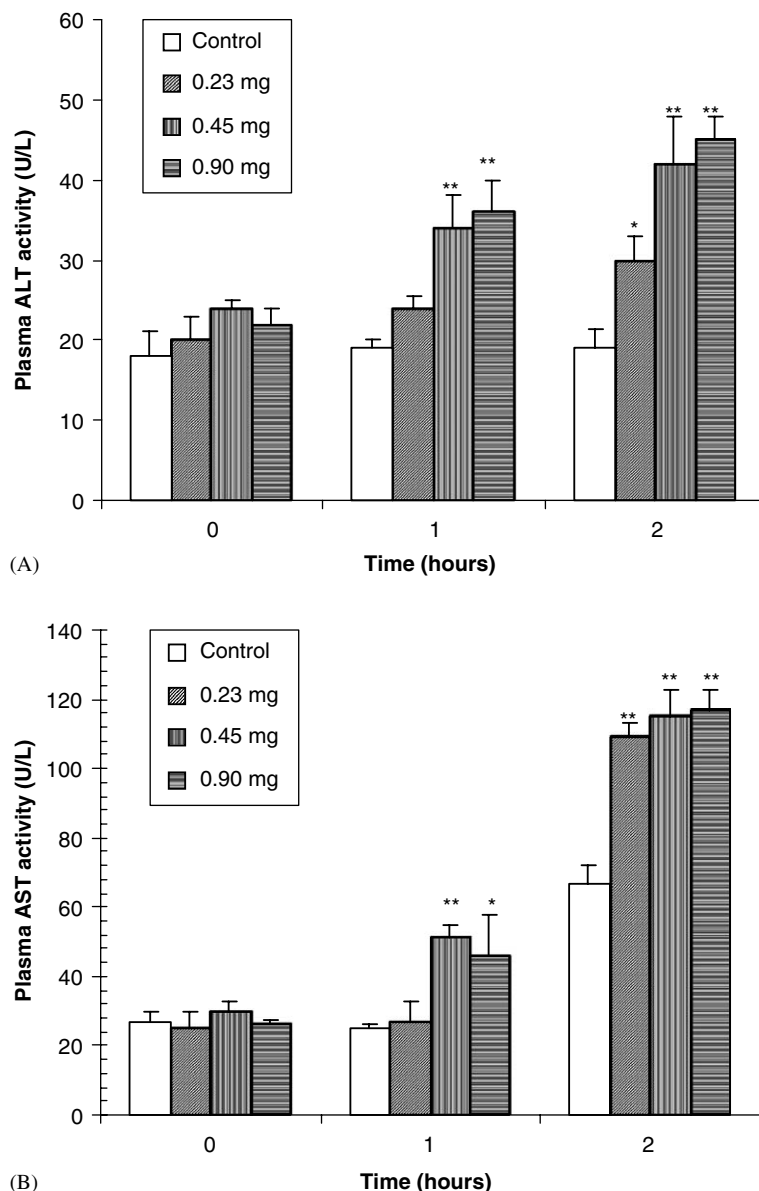 60
50
40
30
20
10
0
Plasma ALT activity (U/L)
Control
0.23 mg
0.45 mg
0.90 mg
** **
* ** **
0 1 2
Time (hours)
(A)
140
120
100
80
60
40
20
0
Plasma AST activity (U/L)
Control
0.23 mg
0.45 mg
0.90 mg
** *
** ** **
0 1 2
Time (hours)
(B)